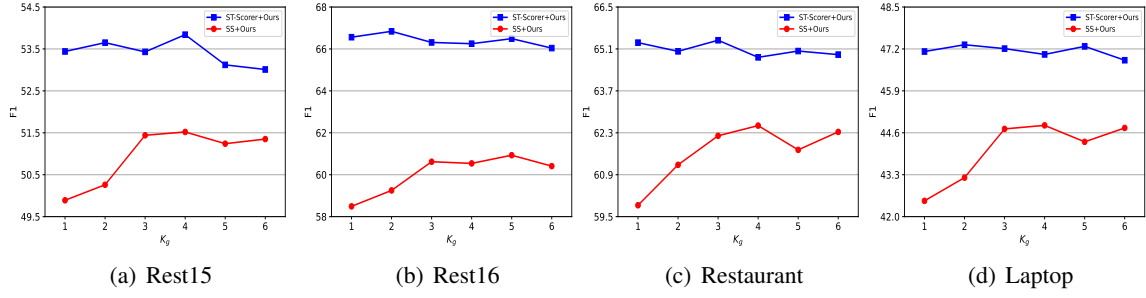 54.5
53.5
52.5
51.5
50.5
49.5
F1
1 2 3 4 5 6
K_g
ST-Scorer+Ours
SS+Ours
(a) Rest15
68
66
64
62
60
58
F1
1 2 3 4 5 6
K_g
ST-Scorer+Ours
SS+Ours
(b) Rest16
66.5
65.1
63.7
62.3
60.9
59.5
F1
1 2 3 4 5 6
K_g
ST-Scorer+Ours
SS+Ours
(c) Restaurant
48.5
47.2
45.9
44.6
43.3
42.0
F1
1 2 3 4 5 6
K_g
ST-Scorer+Ours
SS+Ours
(d) Laptop